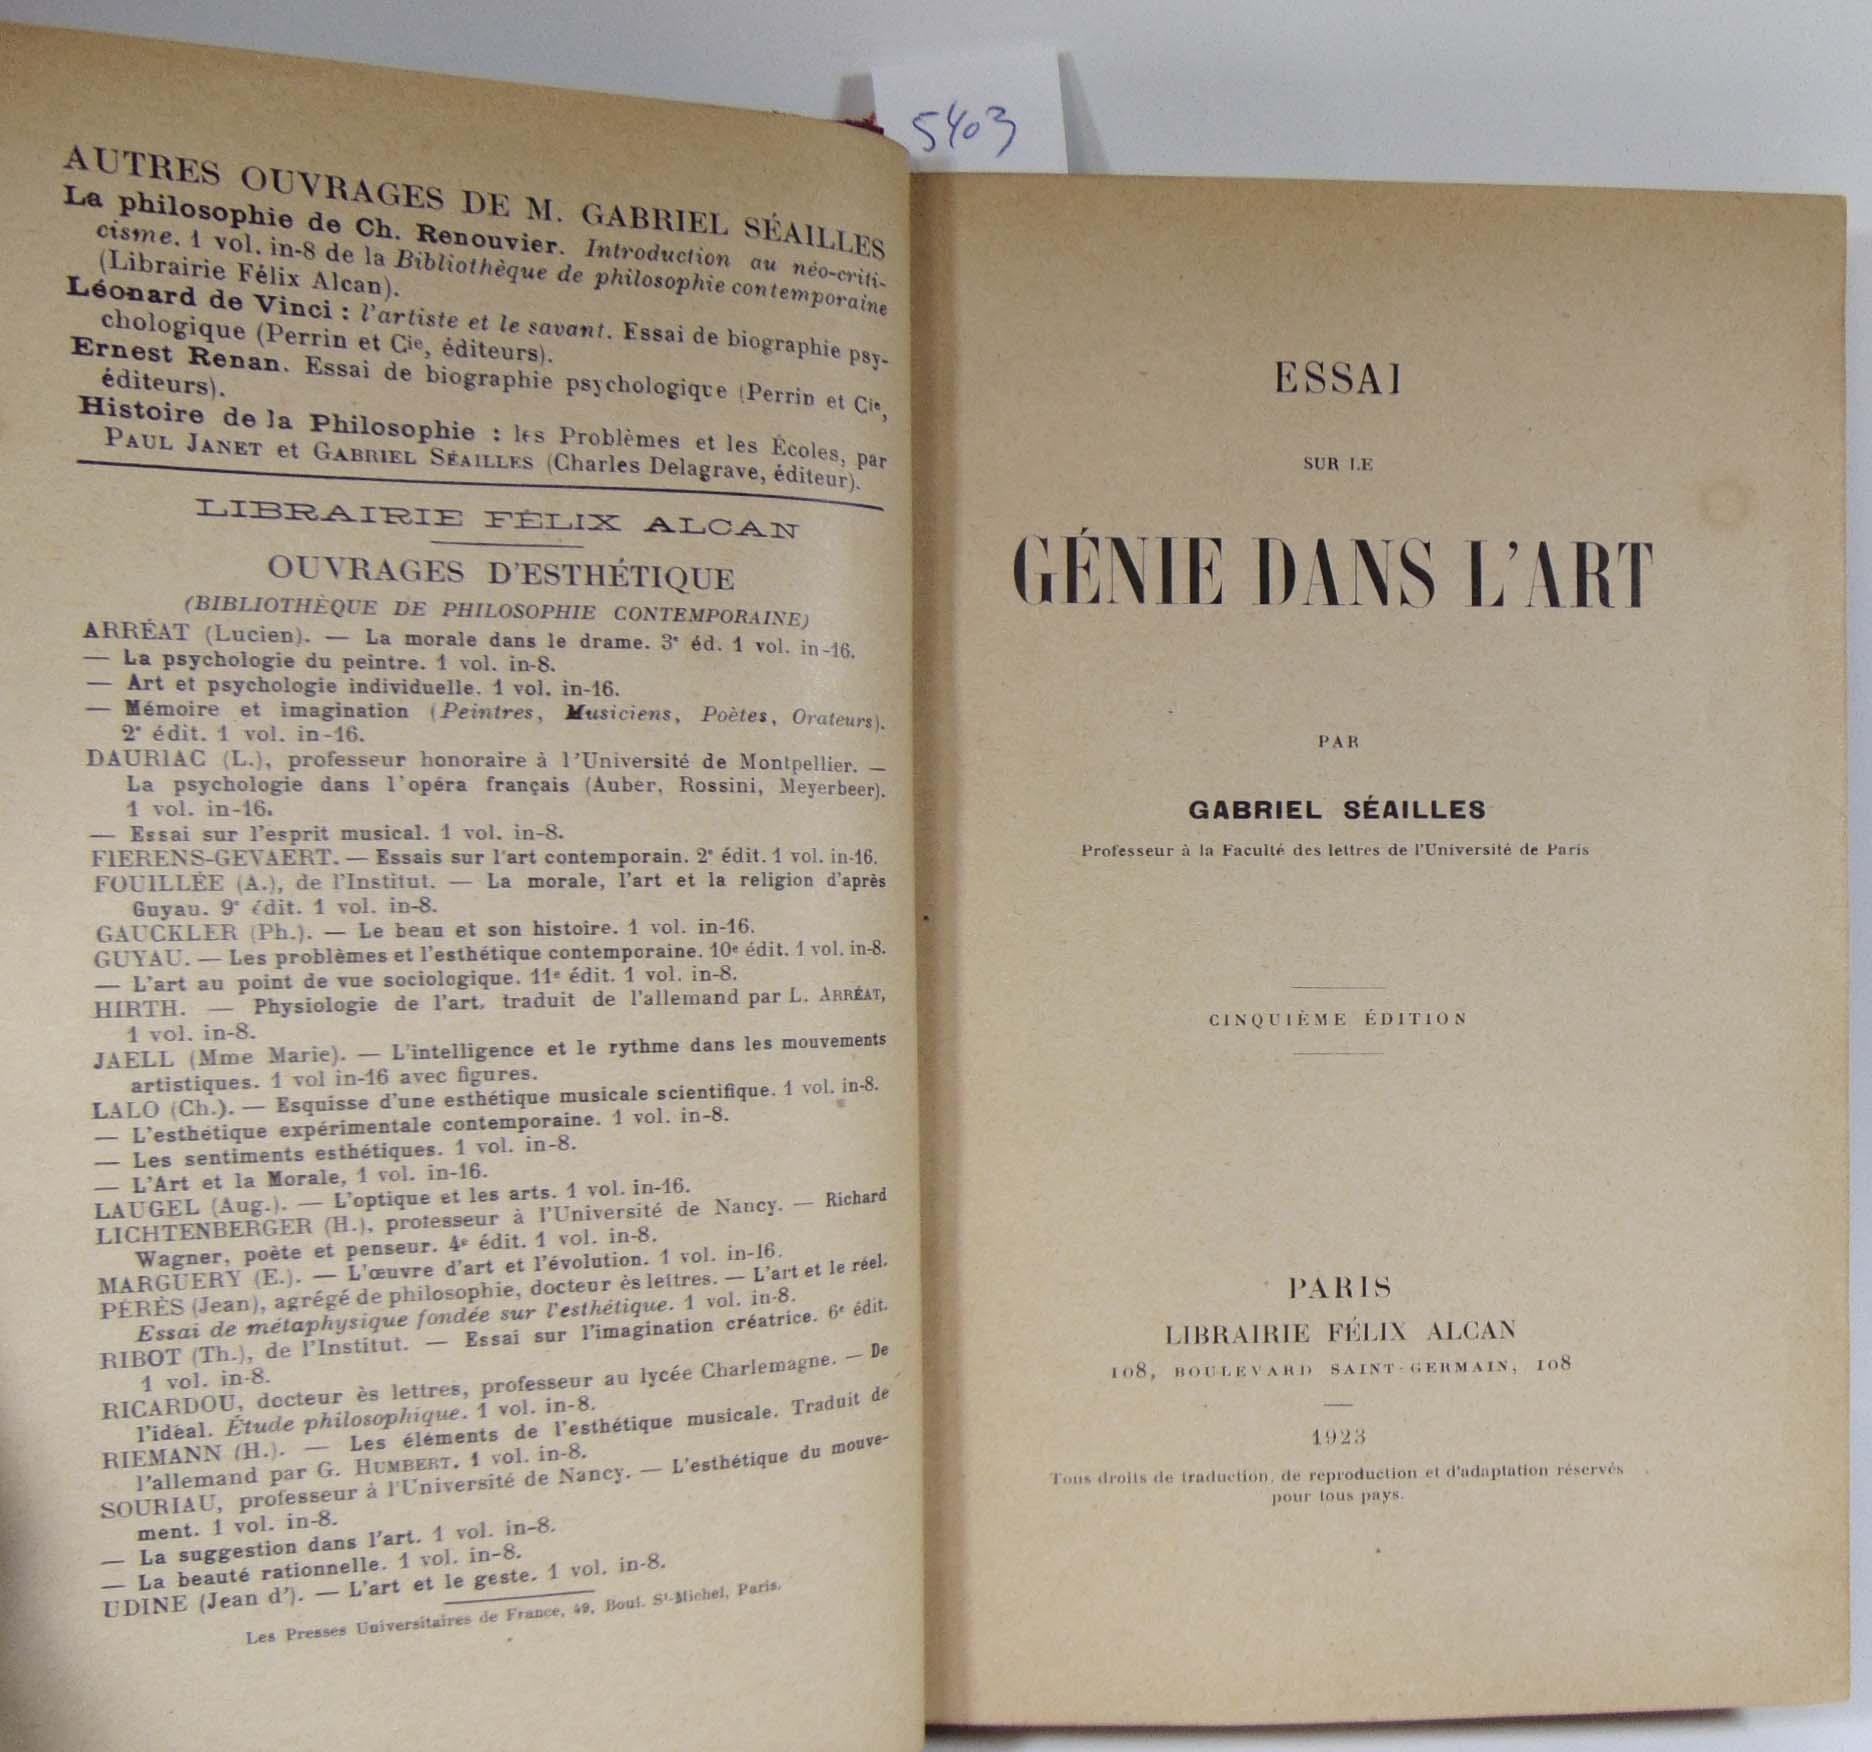 5403
AUTRES OUVRAGES DE M. GABRIEL SÉAILLES
La philosophie de Ch. Renouvier. Introduction au néo-criti-
cisme. 1 vol. in-8 de la Bibliothèque de philosophie contemporaine
(Librairie Félix Alcan).
Léonard de Vinci : l'artiste et le savant. Essai de biographie psy-
chologique (Perrin et Cie, éditeurs).
Ernest Renan. Essai de biographie psychologique (Perrin et Cie,
éditeurs).
Histoire de la Philosophie : les Problèmes et les Écoles, par
PAUL JANET et GABRIEL SÉAILLES (Charles Delagrave, éditeur).
LIBRAIRIE FÉLIX ALCAN
OUVRAGES D'ESTHÉTIQUE
(BIBLIOTHÈQUE DE PHILOSOPHIE CONTEMPORAINE)
ARRÉAT (Lucien). — La morale dans le drame. 3e éd. 1 vol. in-16.
— La psychologie du peintre. 1 vol. in-8.
— Art et psychologie individuelle. 1 vol. in-16.
— Mémoire et imagination (Peintres, Musiciens, Poètes, Orateurs).
2e édit. 1 vol. in-16.
DAURIAC (L.), professeur honoraire à l'Université de Montpellier. —
La psychologie dans l'opéra français (Auber, Rossini, Meyerbeer).
1 vol. in-16.
— Essai sur l'esprit musical. 1 vol. in-8.
FIERENS-GEVAERT. — Essais sur l'art contemporain. 2e édit. 1 vol. in-16.
FOUILLÉE (A.), de l'Institut. — La morale, l'art et la religion d'après
Guyau. 9e édit. 1 vol. in-8.
GAUCKLER (Ph.). — Le beau et son histoire. 1 vol. in-16.
GUYAU. — Les problèmes et l'esthétique contemporaine. 10e édit. 1 vol. in-8.
— L'art au point de vue sociologique. 11e édit. 1 vol. in-8.
HIRTH. — Physiologie de l'art, traduit de l'allemand par L. ARRÉAT,
1 vol. in-8.
JAELL (Mme Marie). — L'intelligence et le rythme dans les mouvements
artistiques. 1 vol in-16 avec figures.
LALO (Ch.). — Esquisse d'une esthétique musicale scientifique. 1 vol. in-8.
— L'esthétique expérimentale contemporaine. 1 vol. in-8.
— Les sentiments esthétiques. 1 vol. in-8.
— L'Art et la Morale, 1 vol. in-16.
LAUGEL (Aug.). — L'optique et les arts. 1 vol. in-16.
LICHTENBERGER (H.), professeur à l'Université de Nancy. — Richard
Wagner, poète et penseur. 4e édit. 1 vol. in-8.
MARGUERY (E.). — L'œuvre d'art et l'évolution. 1 vol. in-16.
PÉRÈS (Jean), agrégé de philosophie, docteur ès lettres. — L'art et le réel.
Essai de métaphysique fondée sur l'esthétique. 1 vol. in-8.
RIBOT (Th.), de l'Institut. — Essai sur l'imagination créatrice. 6e édit.
1 vol. in-8.
RICARDOU, docteur ès lettres, professeur au lycée Charlemagne. — De
l'idéal. Étude philosophique. 1 vol. in-8.
RIEMANN (H.). — Les éléments de l'esthétique musicale. Traduit de
l'allemand par G. HUMBERT. 1 vol. in-8.
SOURIAU, professeur à l'Université de Nancy. — L'esthétique du mouve-
ment. 1 vol. in-8.
— La suggestion dans l'art. 1 vol. in-8.
— La beauté rationnelle. 1 vol. in-8.
UDINE (Jean d'). — L'art et le geste. 1 vol. in-8.
Les Presses Universitaires de France, 49, Boul. St-Michel, Paris.
ESSAI
SUR LE
GÉNIE DANS L'ART
PAR
GABRIEL SÉAILLES
Professeur à la Faculté des lettres de l'Université de Paris
CINQUIÈME ÉDITION
PARIS
LIBRAIRIE FÉLIX ALCAN
108, BOULEVARD SAINT-GERMAIN, 108
1923
Tous droits de traduction, de reproduction et d'adaptation réservés
pour tous pays.